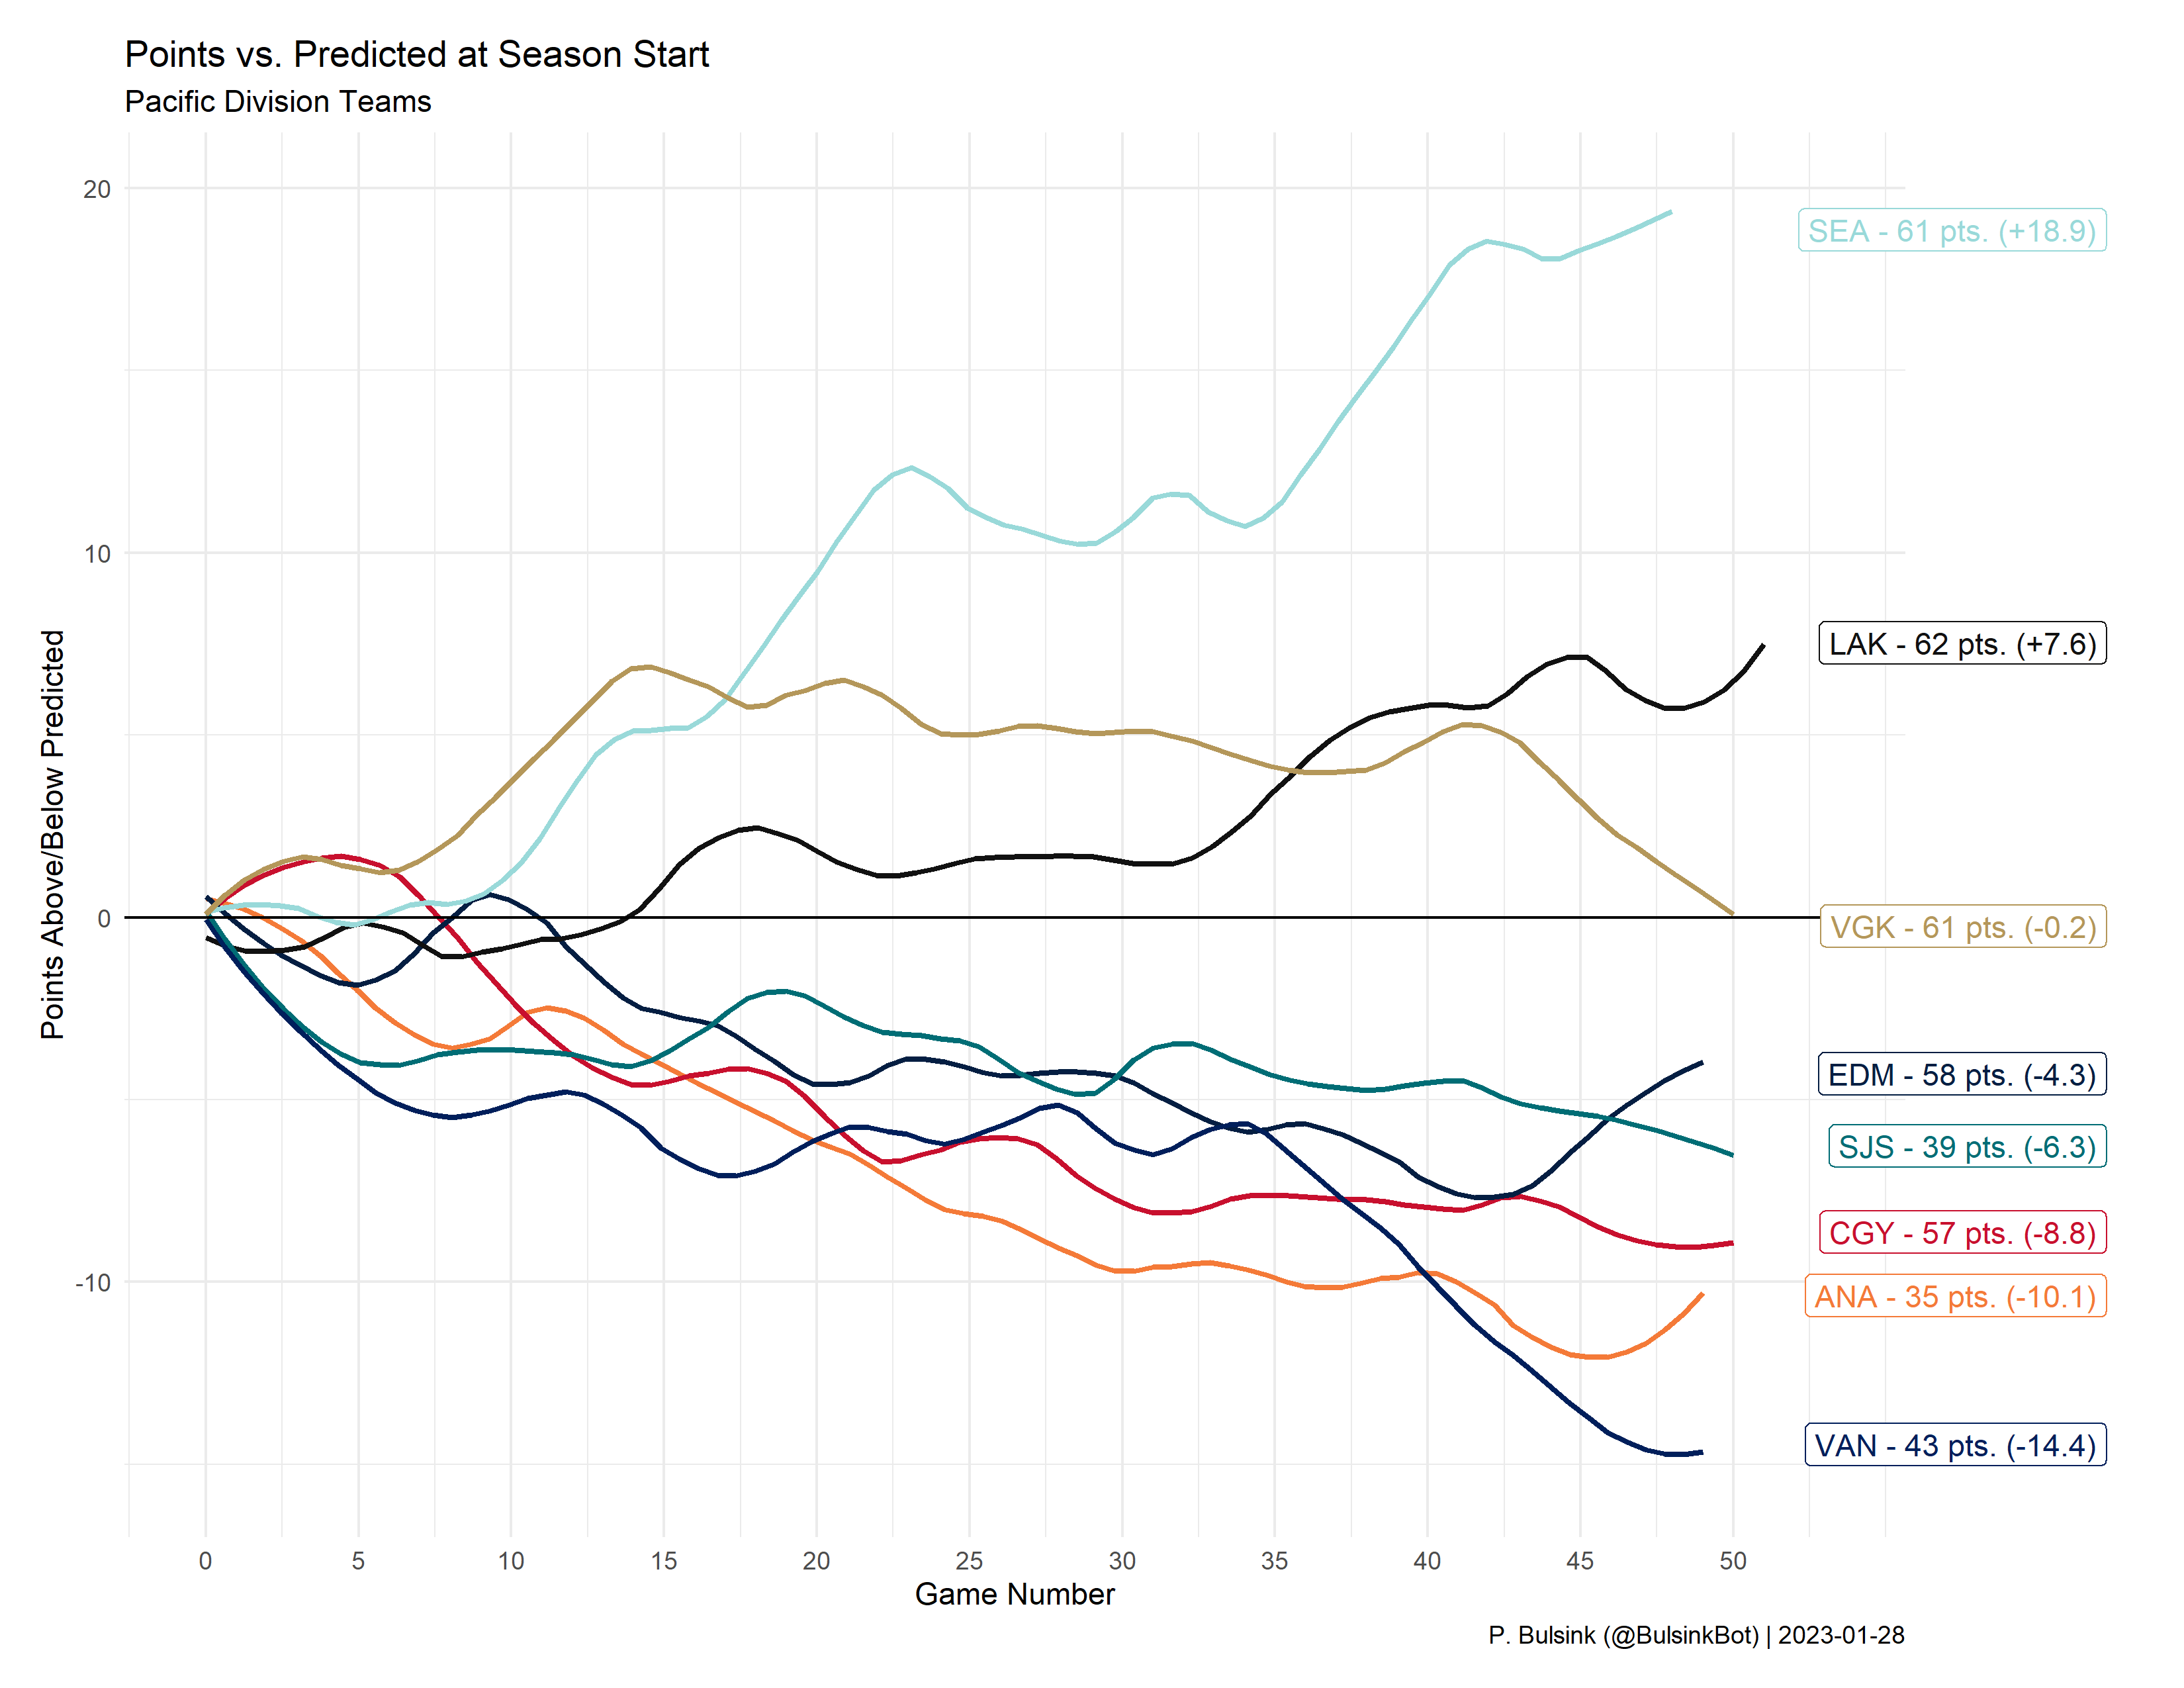 Points vs. Predicted at Season Start
Pacific Division Teams
Points Above/Below Predicted
20
10
0
-10
SEA - 61 pts. (+18.9)
LAK - 62 pts. (+7.6)
VGK - 61 pts. (-0.2)
EDM - 58 pts. (-4.3)
SJS - 39 pts. (-6.3)
CGY - 57 pts. (-8.8)
ANA - 35 pts. (-10.1)
VAN - 43 pts. (-14.4)
0 5 10 15 20 25 30 35 40 45 50
Game Number
P. Bulsink (@BulsinkBot) | 2023-01-28